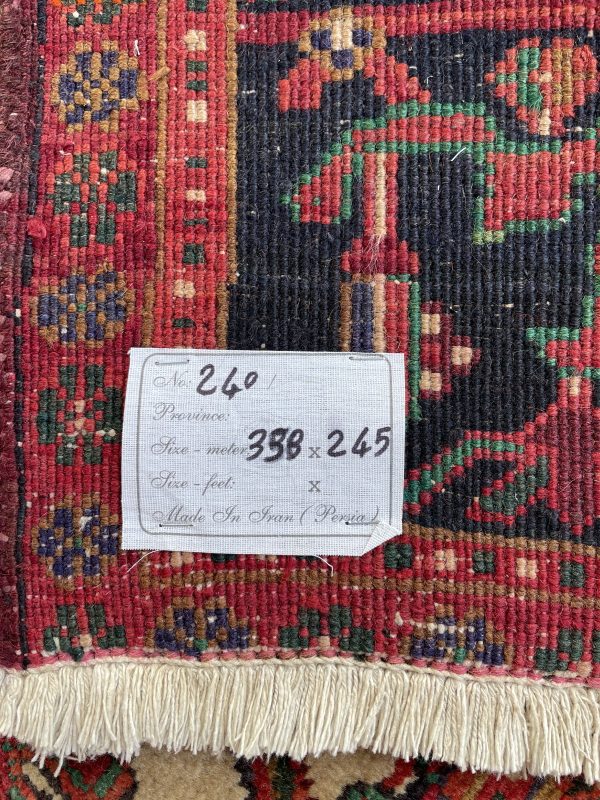 No: 240 /
Province:
Size - meter 338 x 245
Size - feet: x
Made In Iran ( Persia )